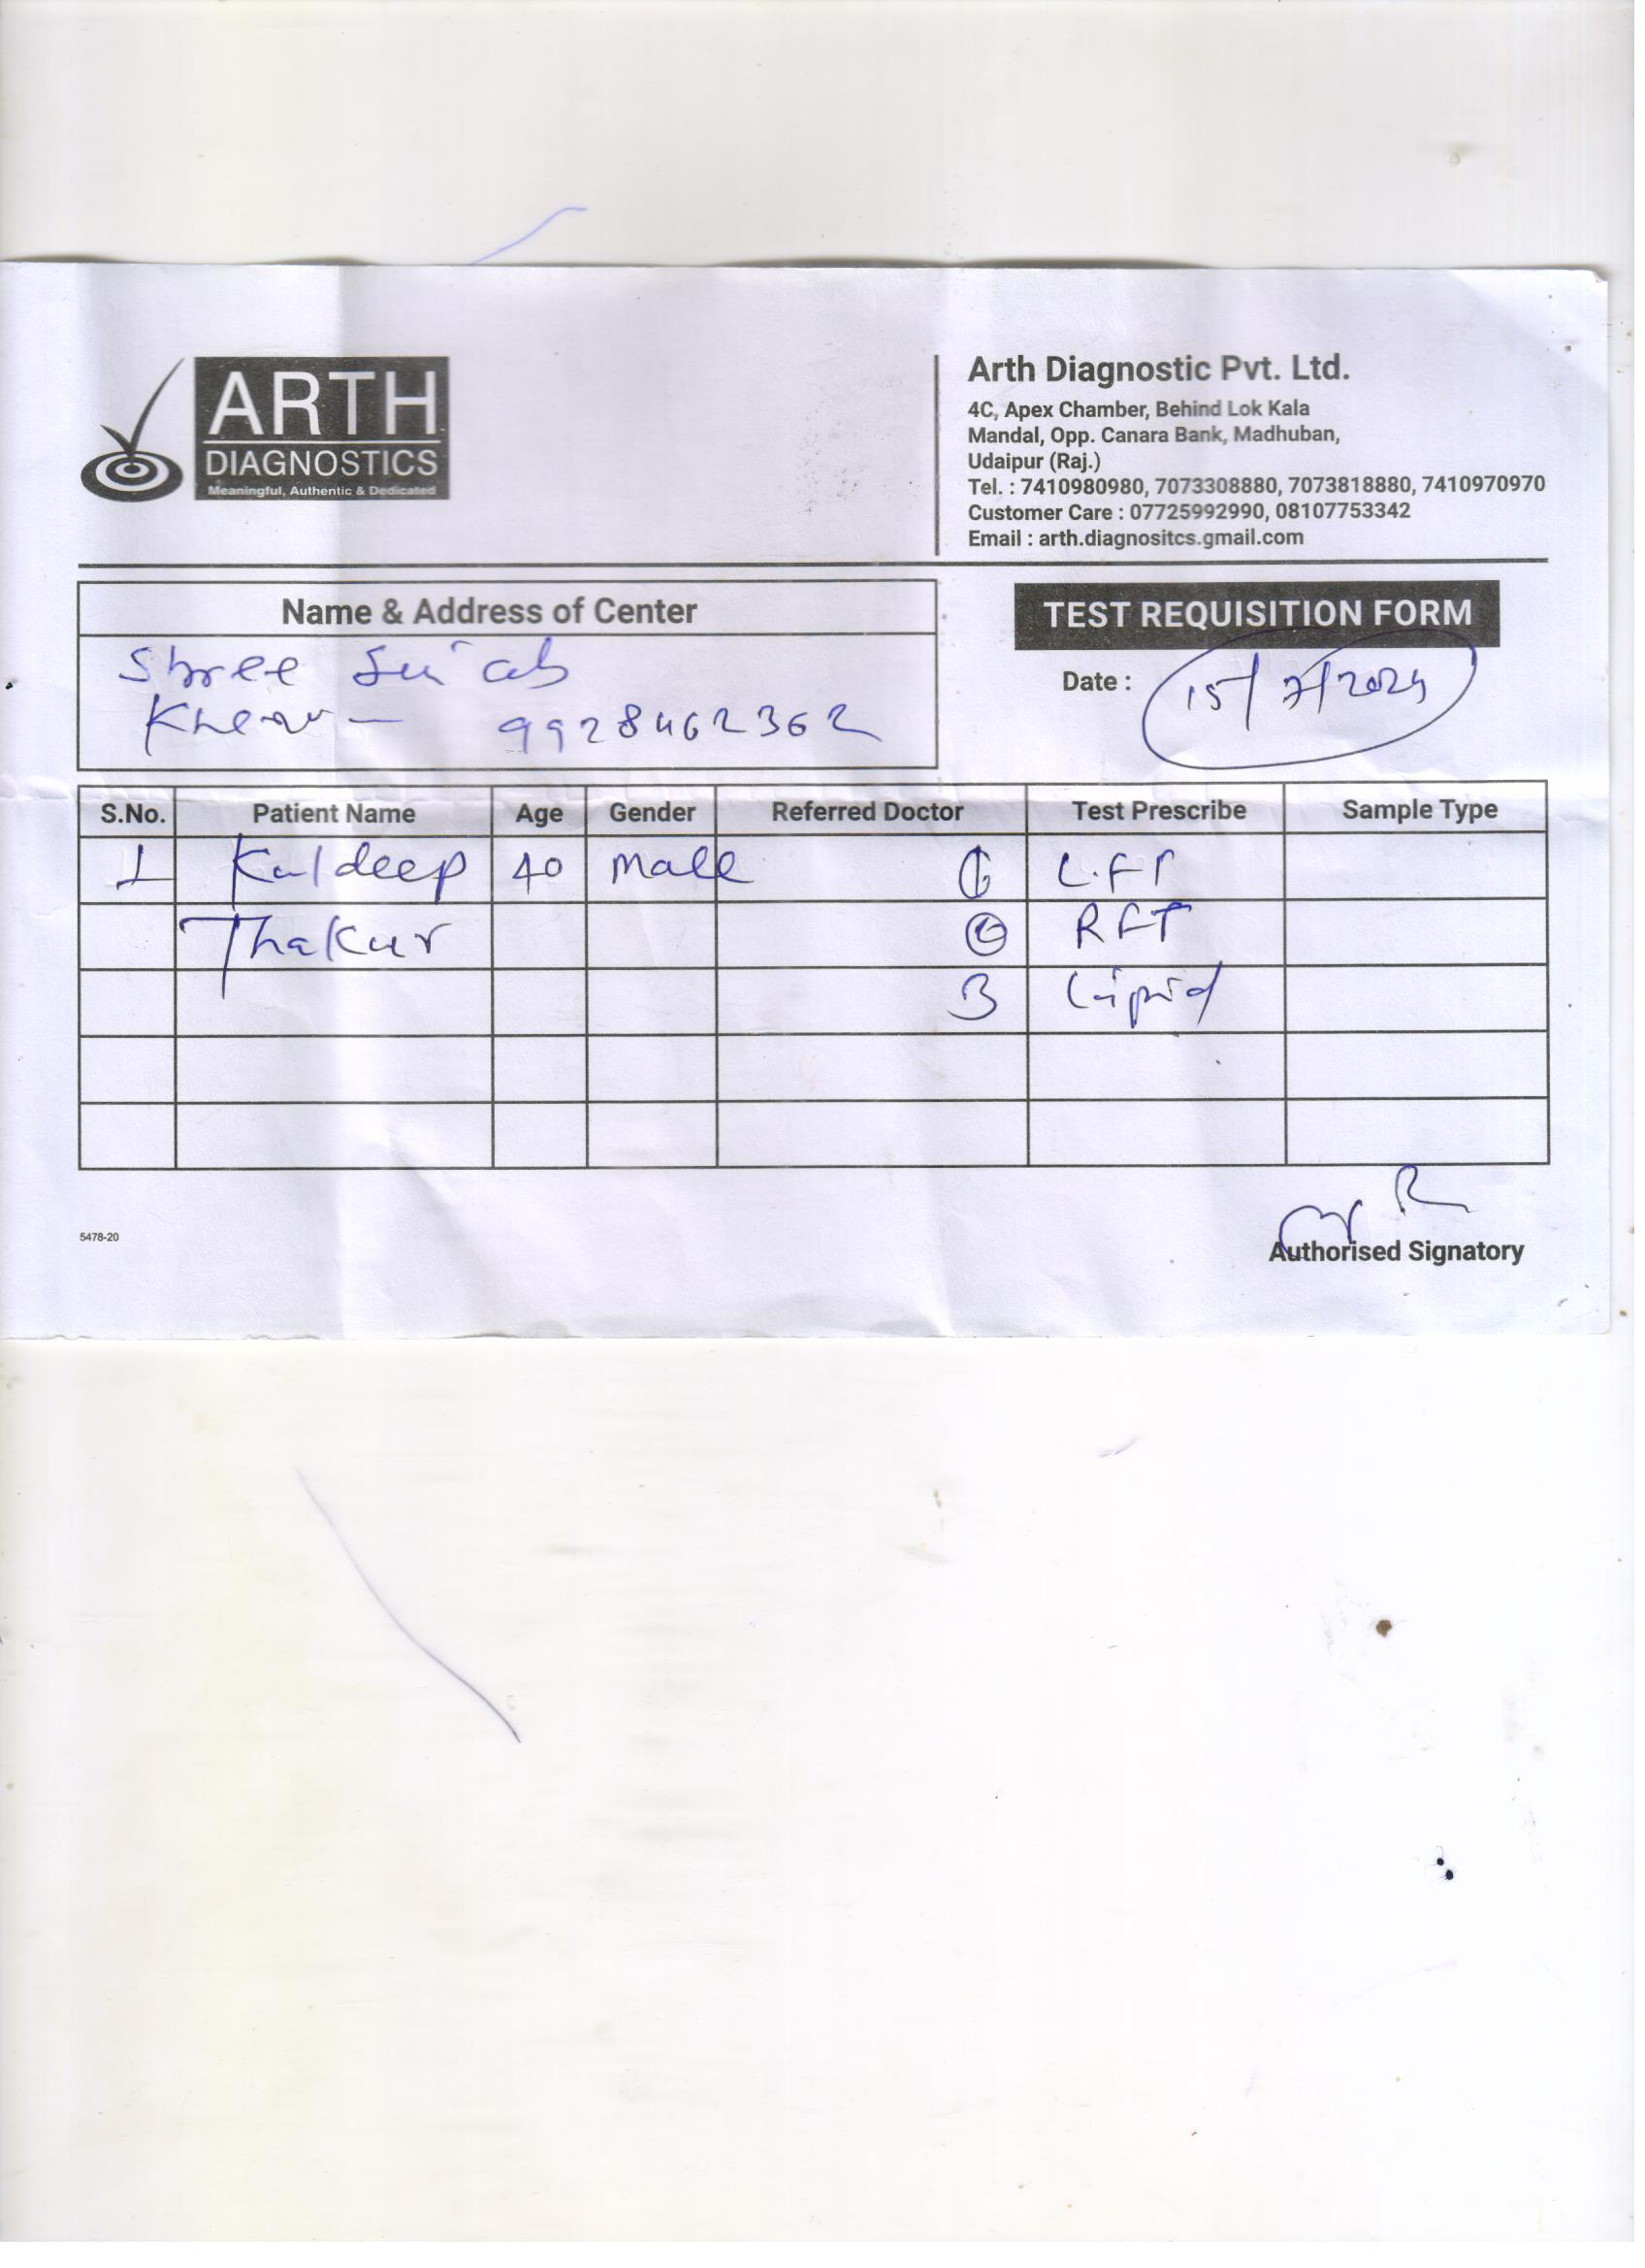 ARTH
DIAGNOSTICS
Meaningful, Authentic & Dedicated
Arth Diagnostic Pvt. Ltd.
4C, Apex Chamber, Behind Lok Kala
Mandal, Opp. Canara Bank, Madhuban,
Udaipur (Raj.)
Tel. : 7410980980, 7073308880, 7073818880, 7410970970
Customer Care : 07725992990, 08107753342
Email : arth.diagnositcs.gmail.com
Name & Address of Center
Shree
9928462362
TEST REQUISITION FORM
Date : 15/7/2024
S.No. Patient Name Age Gender Referred Doctor Test Prescribe Sample Type
1 Kuldeep 40 Male 1 L.F.T
Thakur 2 RFT
3 Lipid
5478-20
Authorised Signatory